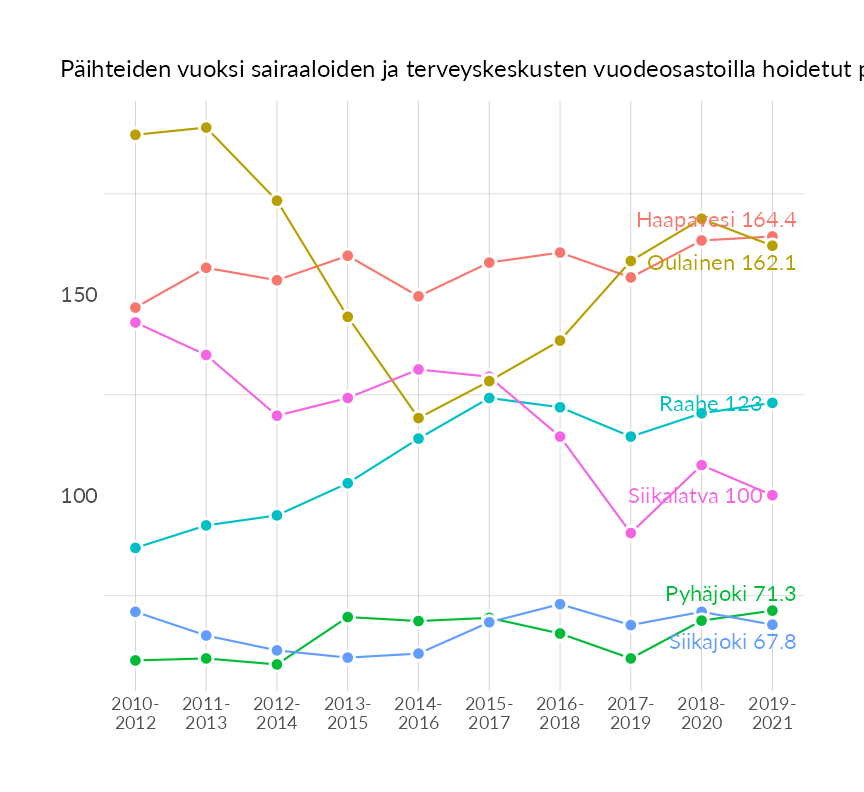 Päihteiden vuoksi sairaaloiden ja terveyskeskusten vuodeosastoilla hoidetut
Haapavesi 164.4
Oulainen 162.1
150
Raahe 123
100
Siikalatva 100
Pyhäjoki 71.3
Siikajoki 67.8
2010-2012 2011-2013 2012-2014 2013-2015 2014-2016 2015-2017 2016-2018 2017-2019 2018-2020 2019-2021